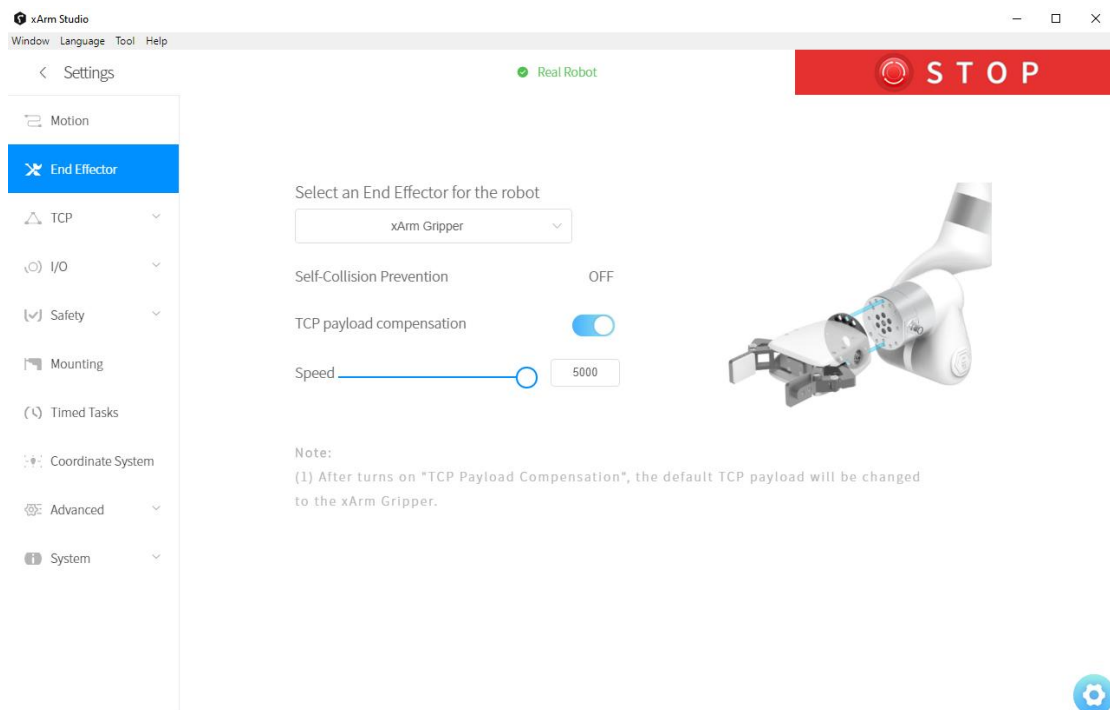 xArm Studio
Window Language Tool Help
Settings
Real Robot
STOP
Motion
End Effector
TCP
I/O
Safety
Mounting
Timed Tasks
Coordinate System
Advanced
System
Select an End Effector for the robot
xArm Gripper
Self-Collision Prevention OFF
TCP payload compensation
Speed 5000
Note:
(1) After turns on "TCP Payload Compensation", the default TCP payload will be changed
to the xArm Gripper.